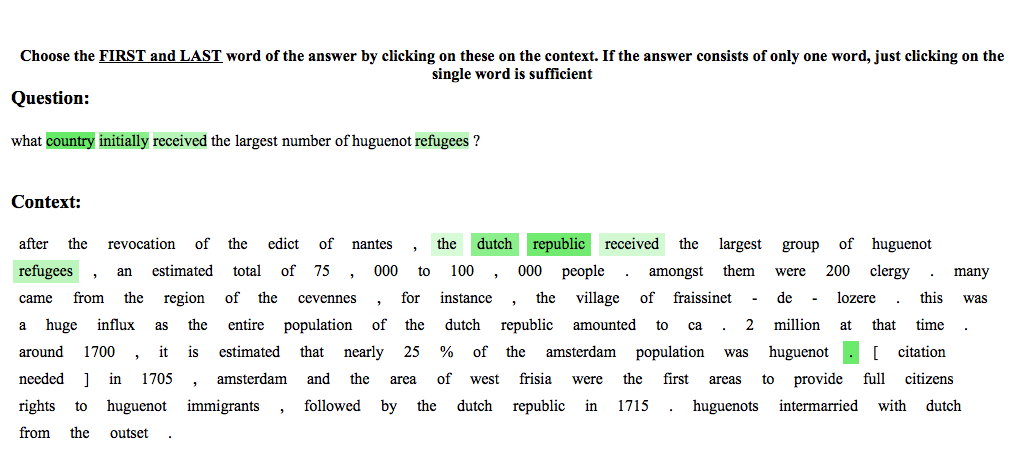 Choose the FIRST and LAST word of the answer by clicking on these on the context. If the answer consists of only one word, just clicking on the
single word is sufficient
Question:
what country initially received the largest number of huguenot refugees ?
Context:
after the revocation of the edict of nantes , the dutch republic received the largest group of huguenot
refugees , an estimated total of 75 , 000 to 100 , 000 people . amongst them were 200 clergy . many
came from the region of the cevennes , for instance , the village of fraissinet - de - lozere . this was
a huge influx as the entire population of the dutch republic amounted to ca . 2 million at that time .
around 1700 , it is estimated that nearly 25 % of the amsterdam population was huguenot . [ citation
needed ] in 1705 , amsterdam and the area of west frisia were the first areas to provide full citizens
rights to huguenot immigrants , followed by the dutch republic in 1715 . huguenots intermarried with dutch
from the outset .